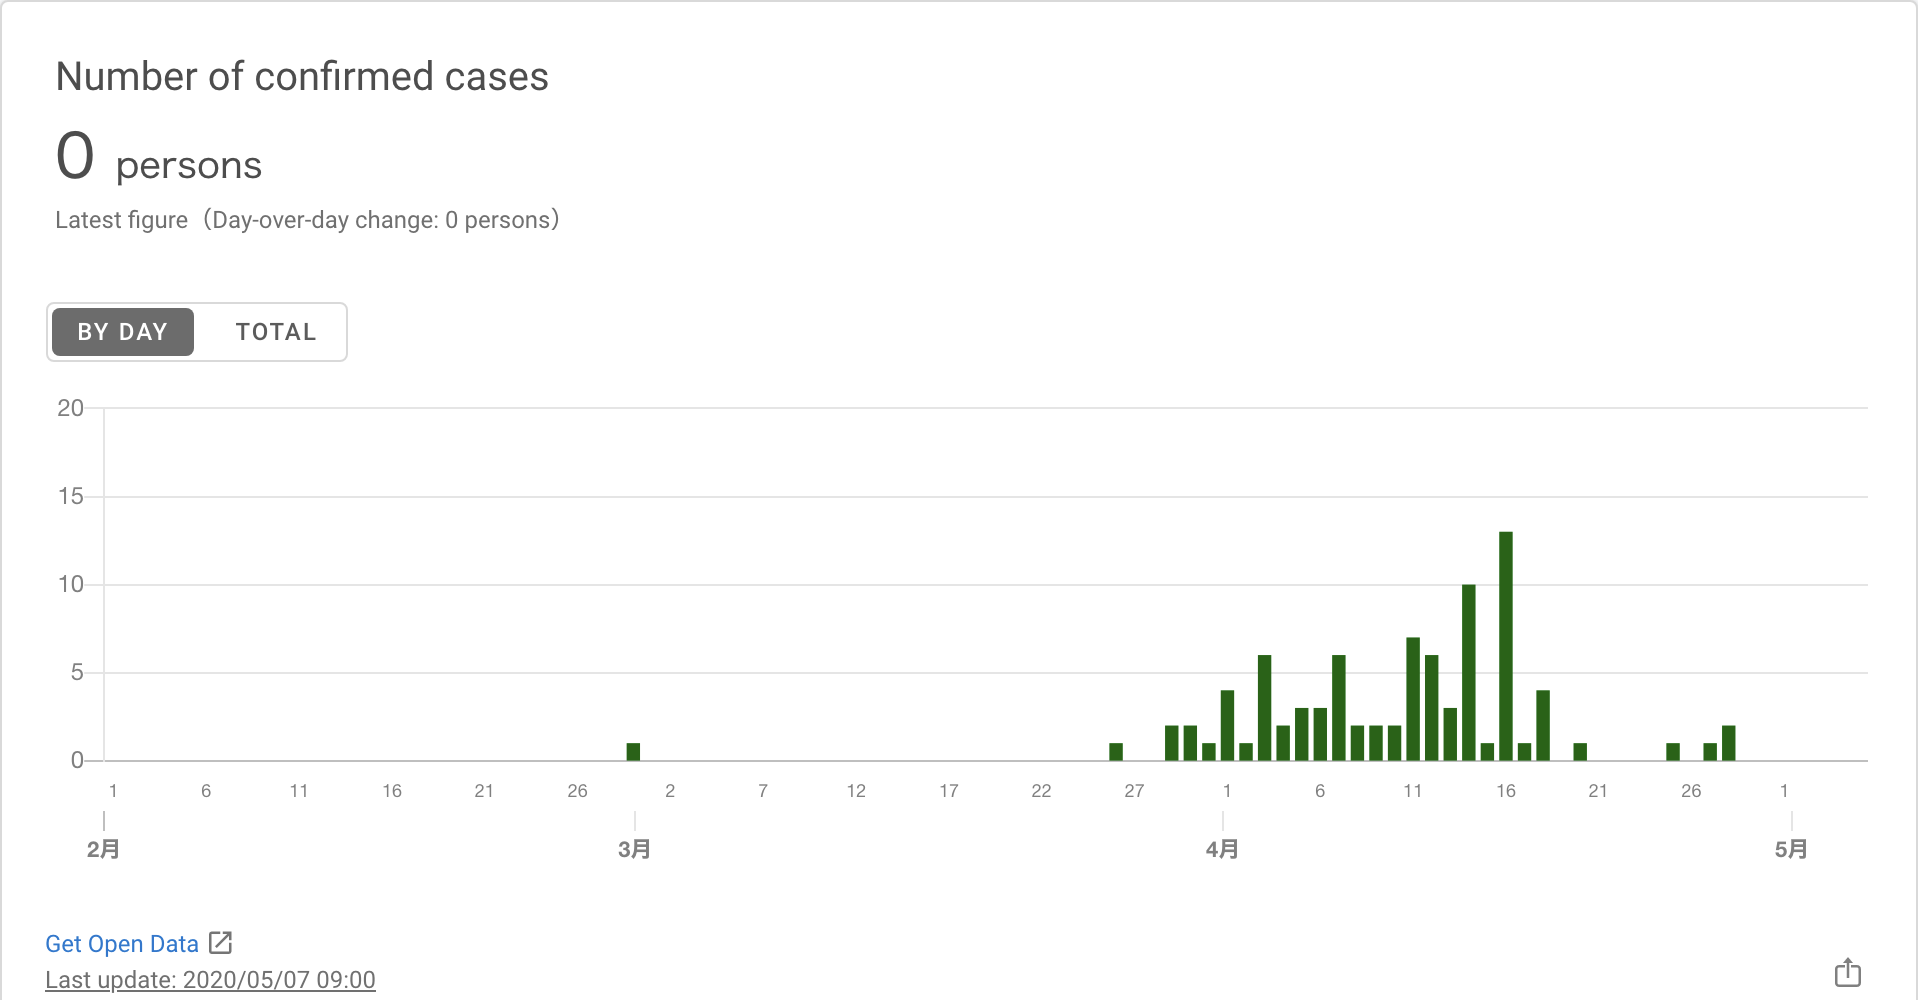 Number of confirmed cases
0 persons
Latest figure（Day-over-day change: 0 persons）
BY DAY TOTAL
20
15
10
5
0
1 6 11 16 21 26 2 7 12 17 22 27 1 6 11 16 21 26 1
2月 3月 4月 5月
Get Open Data
Last update: 2020/05/07 09:00